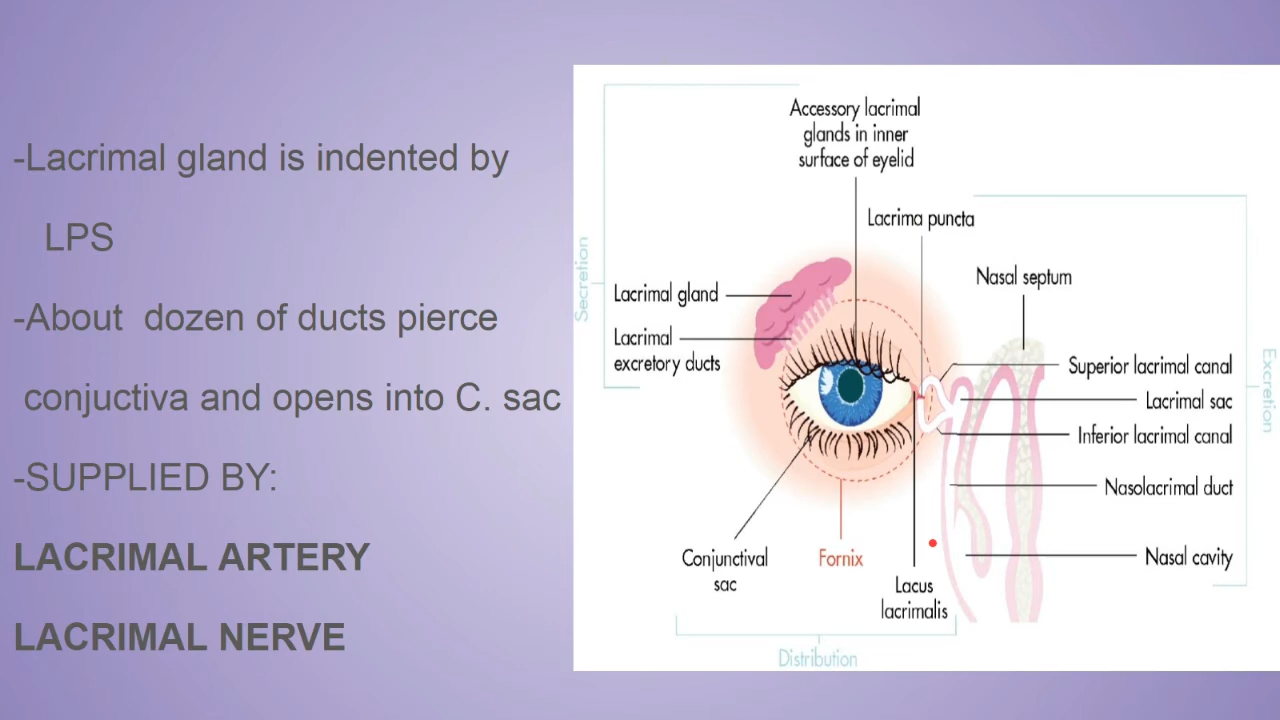 -Lacrimal gland is indented by
LPS
-About  dozen of ducts pierce
conjuctiva and opens into C. sac
-SUPPLIED BY:
LACRIMAL ARTERY
LACRIMAL NERVE
Accessory lacrimal
glands in inner
surface of eyelid
Lacrima puncta
Nasal septum
Secretion
Lacrimal gland
Lacrimal
excretory ducts
Superior lacrimal canal
Lacrimal sac
Inferior lacrimal canal
Excretion
Nasolacrimal duct
Nasal cavity
Conjunctival
sac
Fornix
Lacus
lacrimalis
Distribution